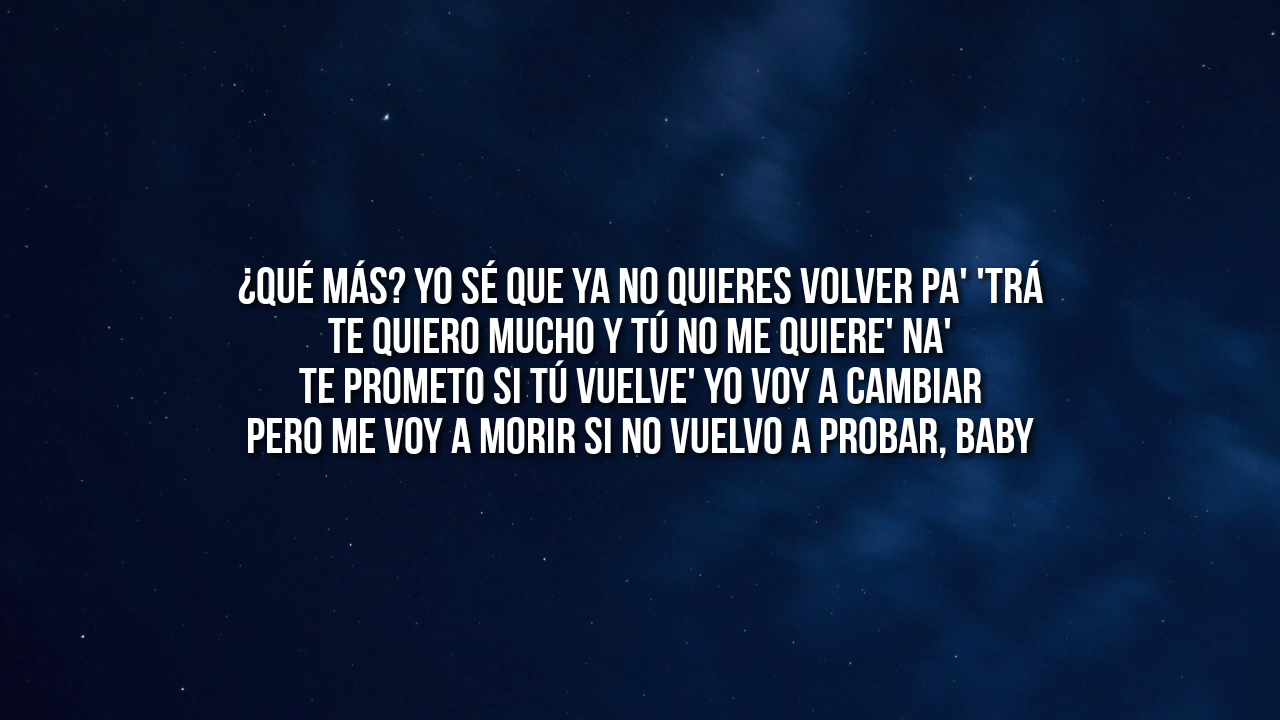 ¿QUÉ MÁS? YO SÉ QUE YA NO QUIERES VOLVER PA' 'TRÁ
TE QUIERO MUCHO Y TÚ NO ME QUIERE' NA'
TE PROMETO SI TÚ VUELVE' YO VOY A CAMBIAR
PERO ME VOY A MORIR SI NO VUELVO A PROBAR, BABY